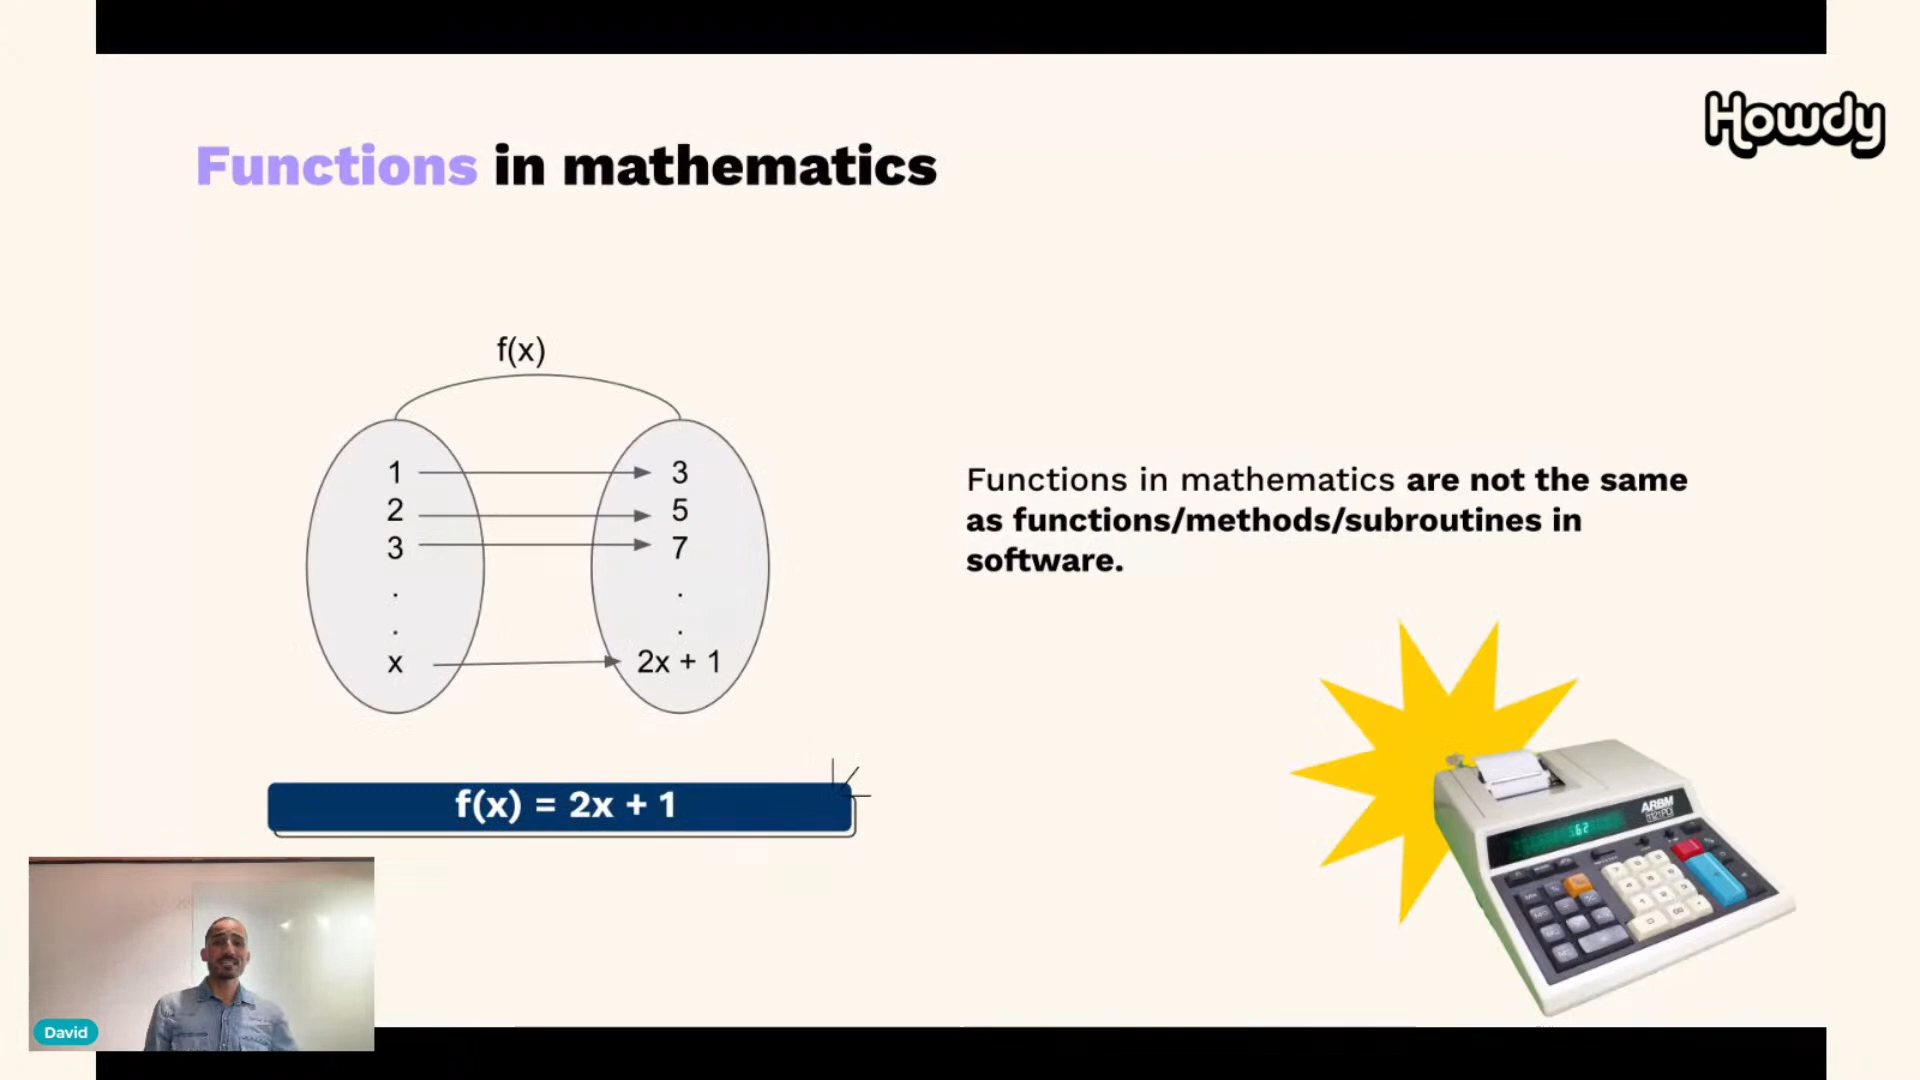 Howdy
Functions in mathematics
f(x)
1 3
2 5
3 7
. .
. .
x 2x + 1
f(x) = 2x + 1
Functions in mathematics are not the same
as functions/methods/subroutines in
software.
ARBM
.62
David